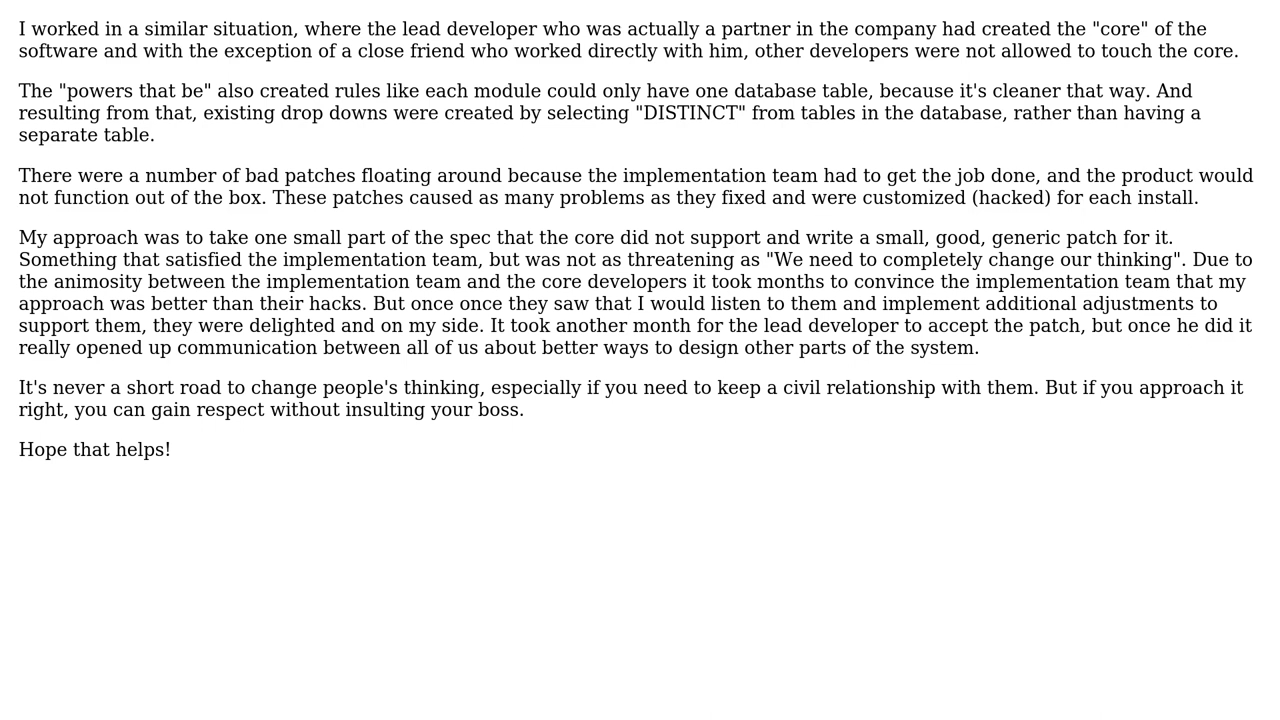 I worked in a similar situation, where the lead developer who was actually a partner in the company had created the "core" of the
software and with the exception of a close friend who worked directly with him, other developers were not allowed to touch the core.
The "powers that be" also created rules like each module could only have one database table, because it's cleaner that way. And
resulting from that, existing drop downs were created by selecting "DISTINCT" from tables in the database, rather than having a
separate table.
There were a number of bad patches floating around because the implementation team had to get the job done, and the product would
not function out of the box. These patches caused as many problems as they fixed and were customized (hacked) for each install.
My approach was to take one small part of the spec that the core did not support and write a small, good, generic patch for it.
Something that satisfied the implementation team, but was not as threatening as "We need to completely change our thinking". Due to
the animosity between the implementation team and the core developers it took months to convince the implementation team that my
approach was better than their hacks. But once once they saw that I would listen to them and implement additional adjustments to
support them, they were delighted and on my side. It took another month for the lead developer to accept the patch, but once he did it
really opened up communication between all of us about better ways to design other parts of the system.
It's never a short road to change people's thinking, especially if you need to keep a civil relationship with them. But if you approach it
right, you can gain respect without insulting your boss.
Hope that helps!